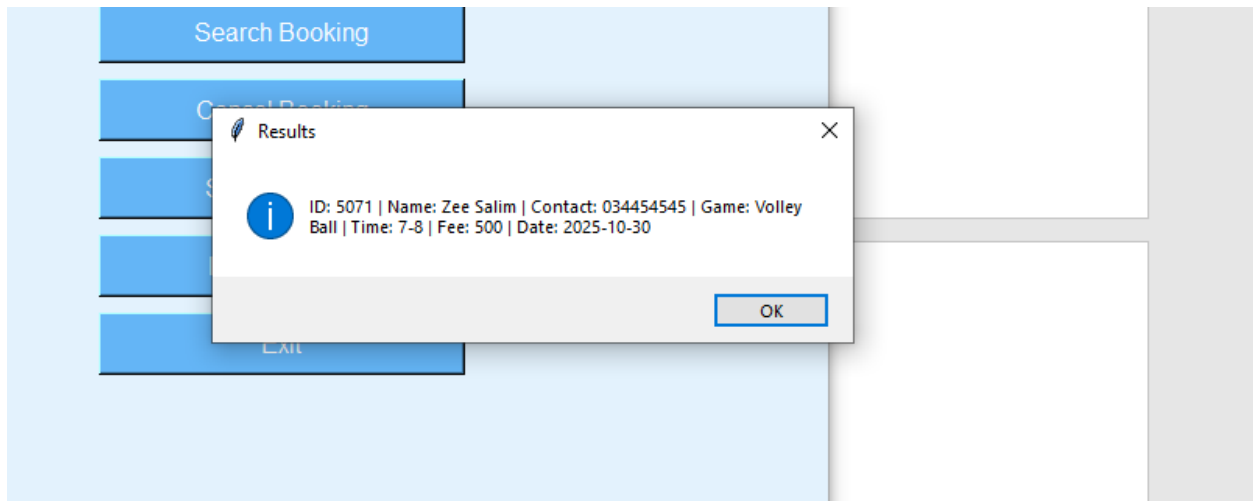 Search Booking
Results
ID: 5071 | Name: Zee Salim | Contact: 034454545 | Game: Volley
Ball | Time: 7-8 | Fee: 500 | Date: 2025-10-30
OK
Exit